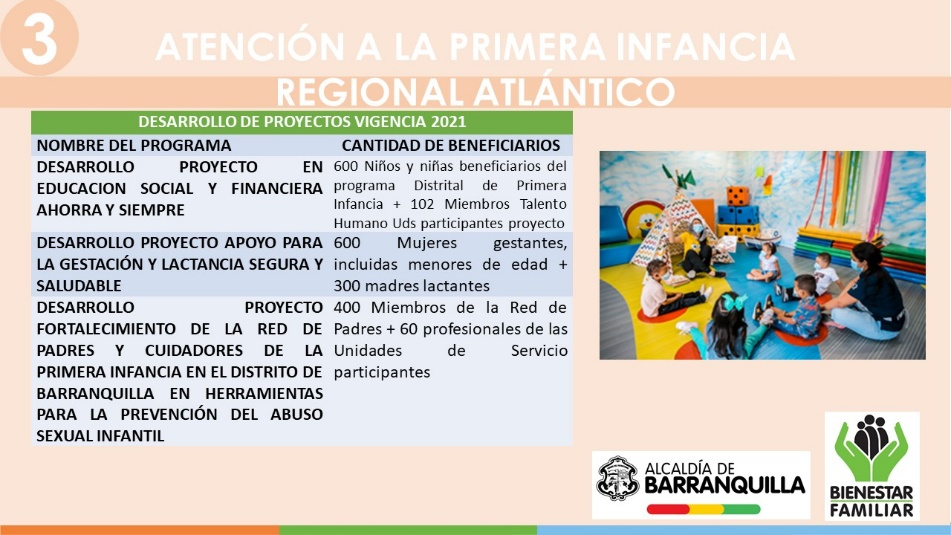 3
ATENCIÓN A LA PRIMERA INFANCIA
REGIONAL ATLÁNTICO
DESARROLLO DE PROYECTOS VIGENCIA 2021
NOMBRE DEL PROGRAMA
CANTIDAD DE BENEFICIARIOS
DESARROLLO PROYECTO EN
EDUCACION SOCIAL Y FINANCIERA
AHORRA Y SIEMPRE
600 Niños y niñas beneficiarios del
programa Distrital de Primera
Infancia + 102 Miembros Talento
Humano Uds participantes proyecto
DESARROLLO PROYECTO APOYO PARA
LA GESTACIÓN Y LACTANCIA SEGURA Y
SALUDABLE
600 Mujeres gestantes,
incluidas menores de edad +
300 madres lactantes
DESARROLLO PROYECTO
FORTALECIMIENTO DE LA RED DE
PADRES Y CUIDADORES DE LA
PRIMERA INFANCIA EN EL DISTRITO DE
BARRANQUILLA EN HERRAMIENTAS
PARA LA PREVENCIÓN DEL ABUSO
SEXUAL INFANTIL
400 Miembros de la Red de
Padres + 60 profesionales de las
Unidades de Servicio
participantes
ALCALDÍA DE
BARRANQUILLA
BIENESTAR
FAMILIAR